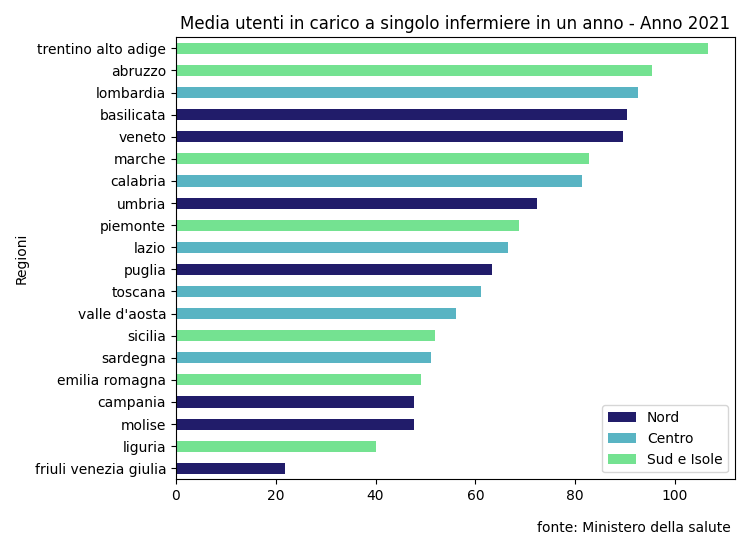 Media utenti in carico a singolo infermiere in un anno - Anno 2021
Regioni
trentino alto adige
abruzzo
lombardia
basilicata
veneto
marche
calabria
umbria
piemonte
lazio
puglia
toscana
valle d'aosta
sicilia
sardegna
emilia romagna
campania
molise
liguria
friuli venezia giulia
Nord
Centro
Sud e Isole
0 20 40 60 80 100
fonte: Ministero della salute